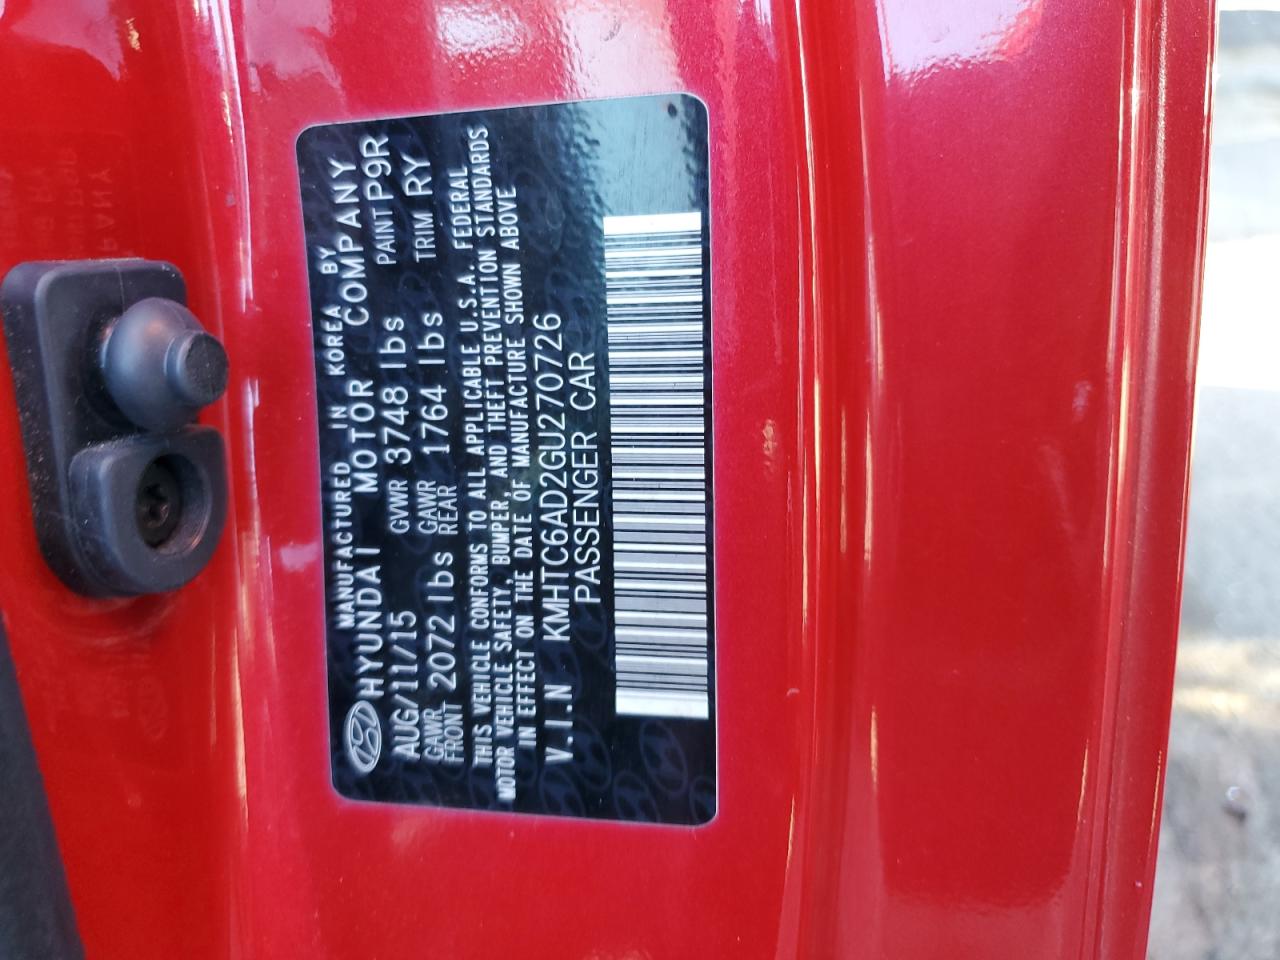 MANUFACTURED IN KOREA BY
HYUNDAI MOTOR COMPANY
AUG/11/15 GVWR 3748 lbs PAINT P9R
GAWR FRONT 2072 lbs GAWR REAR 1764 lbs TRIM RY
THIS VEHICLE CONFORMS TO ALL APPLICABLE U.S.A. FEDERAL
MOTOR VEHICLE SAFETY, BUMPER, AND THEFT PREVENTION STANDARDS
IN EFFECT ON THE DATE OF MANUFACTURE SHOWN ABOVE
V.I.N KMHTC6AD2GU270726
PASSENGER CAR